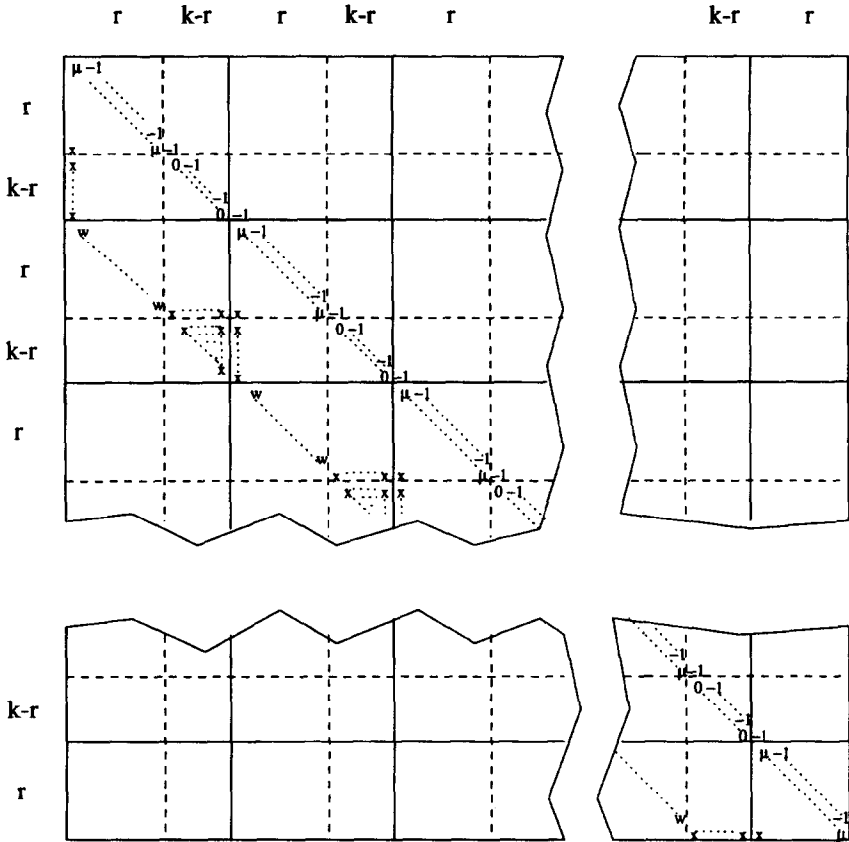 r k-r r k-r r k-r r
μ -1
r
-1
x μ -1
x 0 -1
k-r
-1
x 0 -1
w μ -1
r
-1
w x x x μ -1
x x x 0 -1
k-r
-1
x
x 0 -1
w μ -1
r
w -1
x x x μ -1
x x x 0 -1
-1
μ -1
0 -1
k-r
-1
0 -1
μ -1
r
w -1
x x x μ